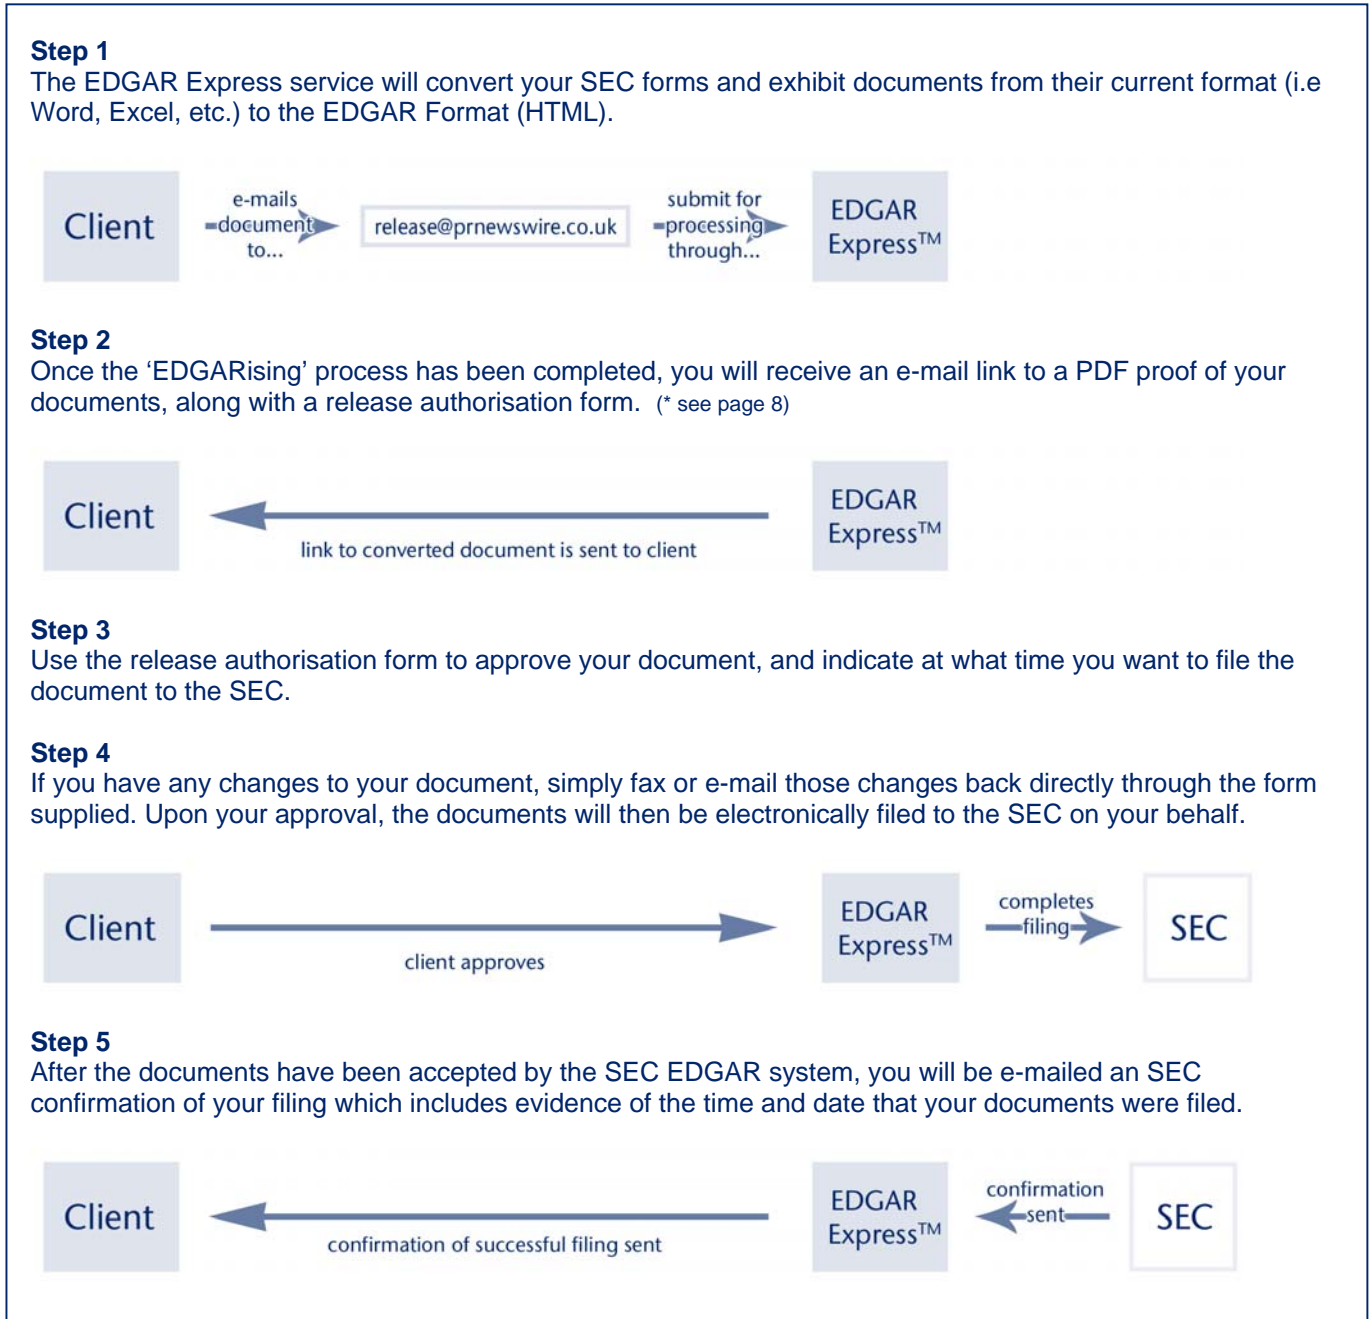 Step 1
The EDGAR Express service will convert your SEC forms and exhibit documents from their current format (i.e
Word, Excel, etc.) to the EDGAR Format (HTML).
Client
e-mails
document
to...
release@prnewswire.co.uk
submit for
processing
through...
EDGAR
Express™
Step 2
Once the ‘EDGARising’ process has been completed, you will receive an e-mail link to a PDF proof of your
documents, along with a release authorisation form. (* see page 8)
Client
link to converted document is sent to client
EDGAR
Express™
Step 3
Use the release authorisation form to approve your document, and indicate at what time you want to file the
document to the SEC.
Step 4
If you have any changes to your document, simply fax or e-mail those changes back directly through the form
supplied. Upon your approval, the documents will then be electronically filed to the SEC on your behalf.
Client
client approves
EDGAR
Express™
completes
filing
SEC
Step 5
After the documents have been accepted by the SEC EDGAR system, you will be e-mailed an SEC
confirmation of your filing which includes evidence of the time and date that your documents were filed.
Client
confirmation of successful filing sent
EDGAR
Express™
confirmation
sent
SEC